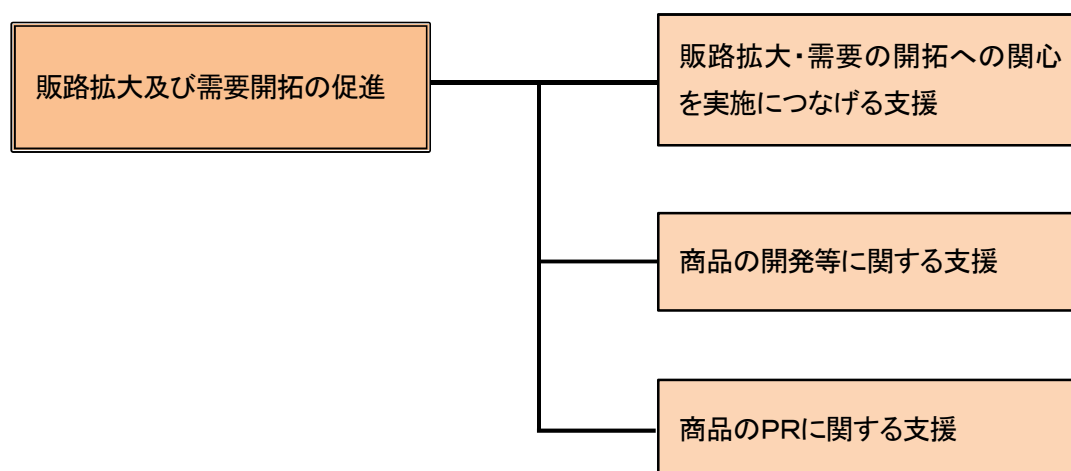 販路拡大及び需要開拓の促進
販路拡大・需要の開拓への関心
を実施につなげる支援
商品の開発等に関する支援
商品のPRに関する支援